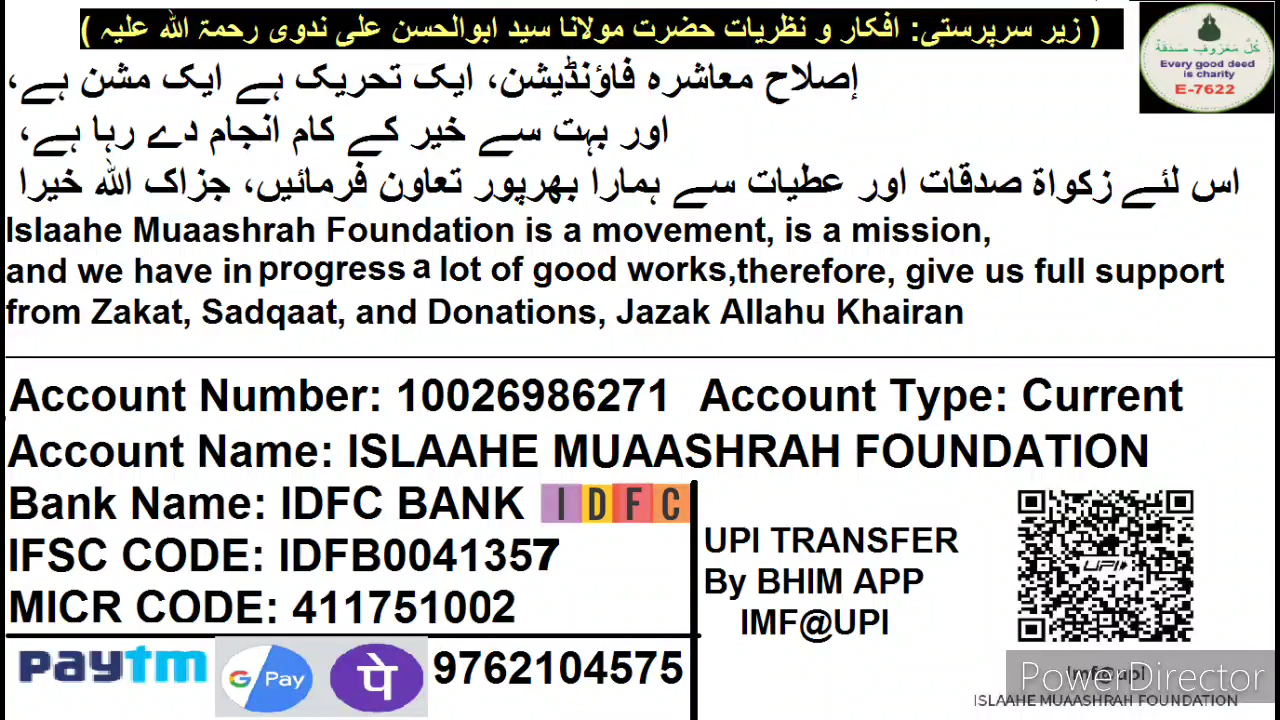 ( زیر سرپرستی: افکار و نظریات حضرت مولانا سید ابوالحسن علی ندوی رحمۃ اللہ علیہ )
كُلُّ مَعْرُوفٍ صَدَقَةٌ
Every good deed
is charity
E-7622
إصلاح معاشرہ فاؤنڈیشن، ایک تحریک ہے ایک مشن ہے،
اور بہت سے خیر کے کام انجام دے رہا ہے،
اس لئے زکواۃ صدقات اور عطیات سے ہمارا بھرپور تعاون فرمائیں، جزاک اللہ خیرا
Islaahe Muaashrah Foundation is a movement, is a mission,
and we have in progress a lot of good works,therefore, give us full support
from Zakat, Sadqaat, and Donations, Jazak Allahu Khairan
Account Number: 10026986271 Account Type: Current
Account Name: ISLAAHE MUAASHRAH FOUNDATION
Bank Name: IDFC BANK IDFC
IFSC CODE: IDFB0041357
MICR CODE: 411751002
UPI TRANSFER
By BHIM APP
IMF@UPI
UPI
paytm G Pay पे 9762104575
Imf@upi
PowerDirector
ISLAAHE MUAASHRAH FOUNDATION